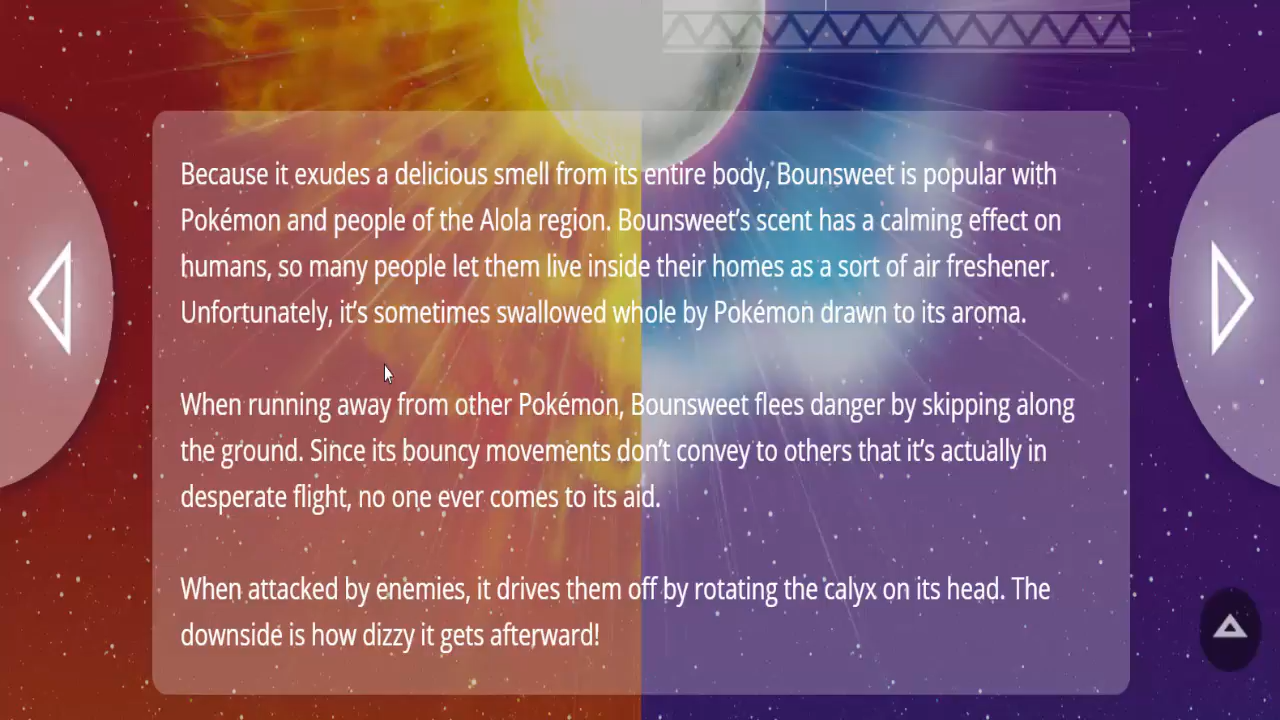 Because it exudes a delicious smell from its entire body, Bounsweet is popular with
Pokémon and people of the Alola region. Bounsweet’s scent has a calming effect on
humans, so many people let them live inside their homes as a sort of air freshener.
Unfortunately, it’s sometimes swallowed whole by Pokémon drawn to its aroma.
When running away from other Pokémon, Bounsweet flees danger by skipping along
the ground. Since its bouncy movements don’t convey to others that it’s actually in
desperate flight, no one ever comes to its aid.
When attacked by enemies, it drives them off by rotating the calyx on its head. The
downside is how dizzy it gets afterward!